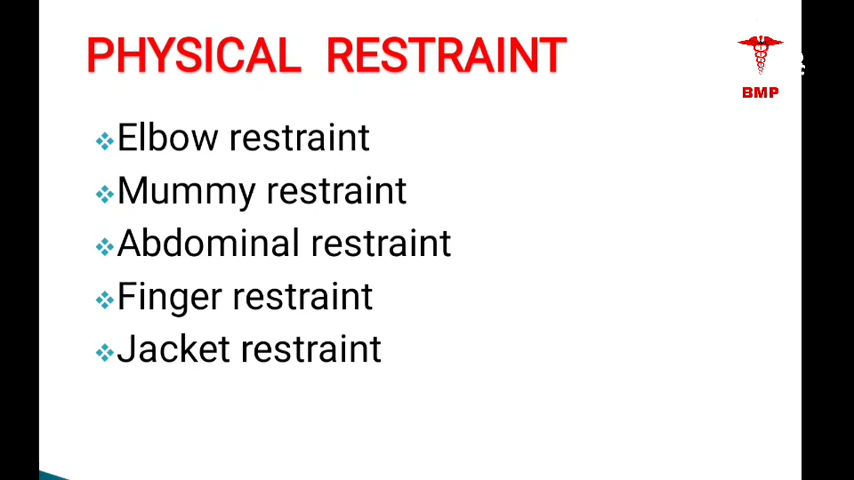 PHYSICAL RESTRAINT
BMP
Elbow restraint
Mummy restraint
Abdominal restraint
Finger restraint
Jacket restraint